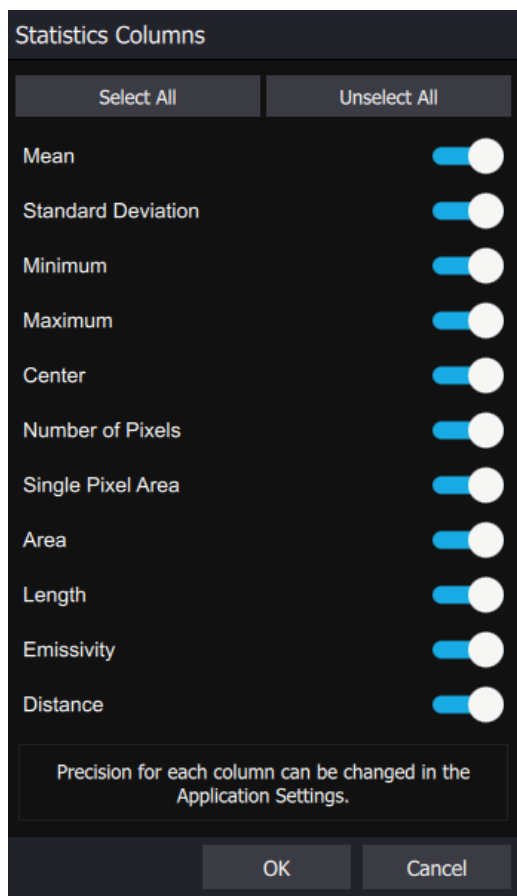 Statistics Columns
Select All
Unselect All
Mean
Standard Deviation
Minimum
Maximum
Center
Number of Pixels
Single Pixel Area
Area
Length
Emissivity
Distance
Precision for each column can be changed in the
Application Settings.
OK
Cancel